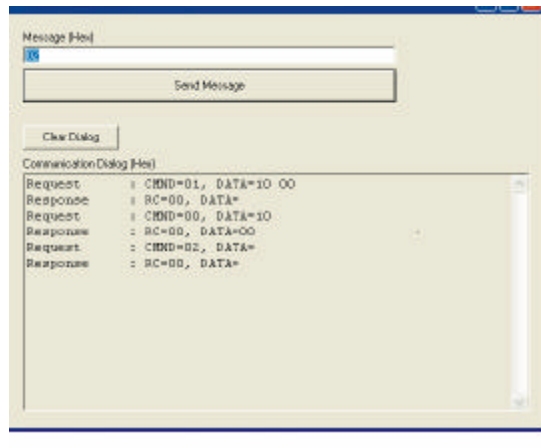 Message (Hex)
02
Send Message
Clear Dialog
Communication Dialog (Hex)
Request : CMND=01, DATA=10 00
Response : RC=00, DATA=
Request : CMND=00, DATA=10
Response : RC=00, DATA=00
Request : CMND=02, DATA=
Response : RC=00, DATA=